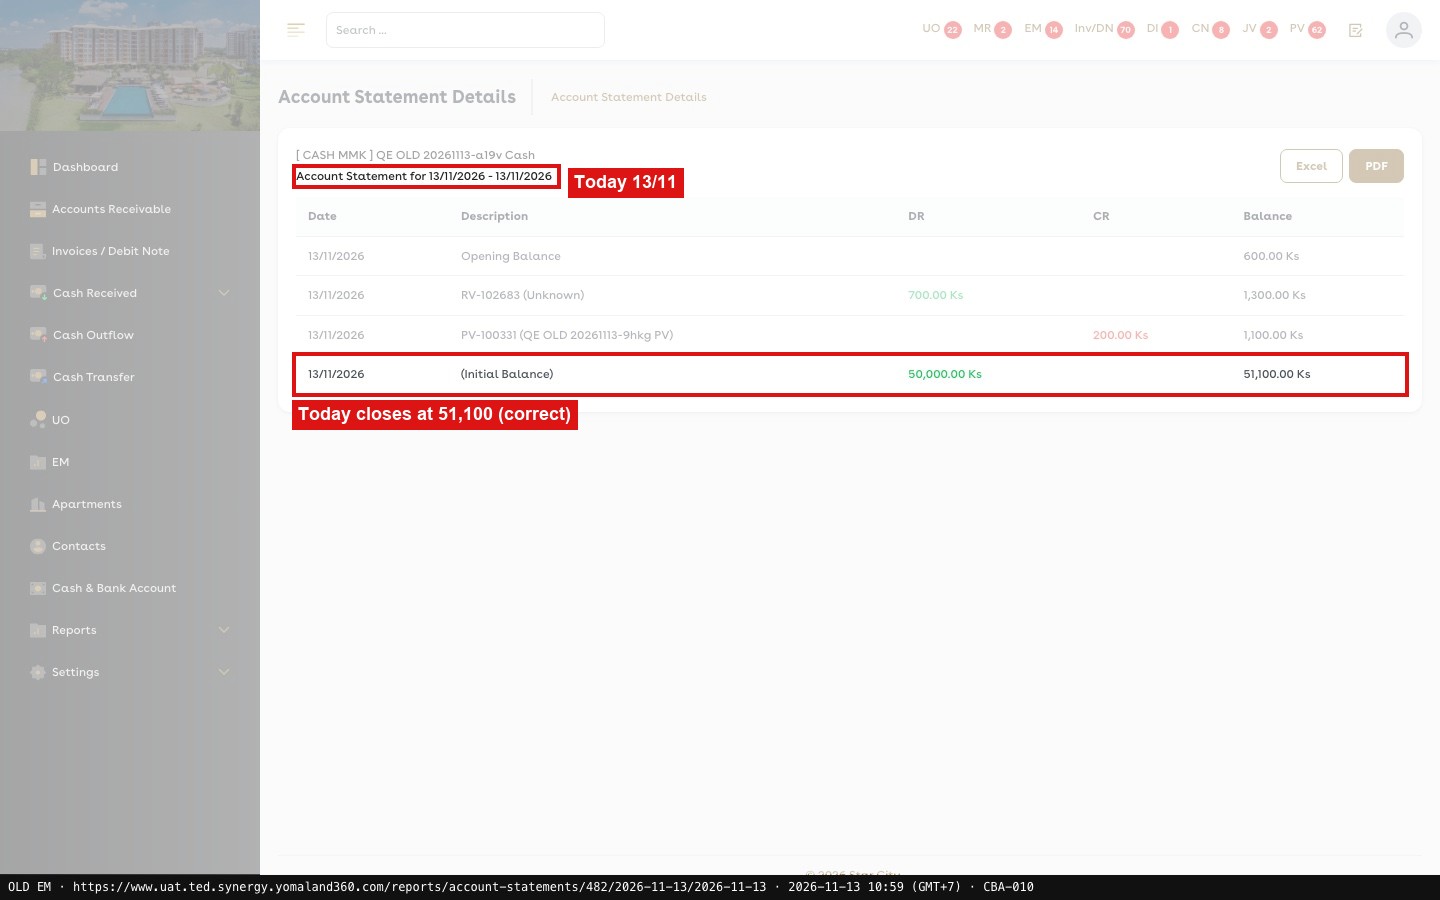 Search ...
UO 22 MR 2 EM 14 Inv/DN 70 DI 1 CN 8 JV 2 PV 62
Account Statement Details
Account Statement Details
Dashboard
Accounts Receivable
Invoices / Debit Note
Cash Received
Cash Outflow
Cash Transfer
UO
EM
Apartments
Contacts
Cash & Bank Account
Reports
Settings
[ CASH MMK ] QE OLD 20261113-a19v Cash
Account Statement for 13/11/2026 - 13/11/2026
Today 13/11
Excel PDF
Date Description DR CR Balance
13/11/2026 Opening Balance 600.00 Ks
13/11/2026 RV-102683 (Unknown) 700.00 Ks 1,300.00 Ks
13/11/2026 PV-100331 (QE OLD 20261113-9hkg PV) 200.00 Ks 1,100.00 Ks
13/11/2026 (Initial Balance) 50,000.00 Ks 51,100.00 Ks
Today closes at 51,100 (correct)
© 2026 Star City
OLD EM · https://www.uat.ted.synergy.yomaland360.com/reports/account-statements/482/2026-11-13/2026-11-13 · 2026-11-13 10:59 (GMT+7) · CBA-010